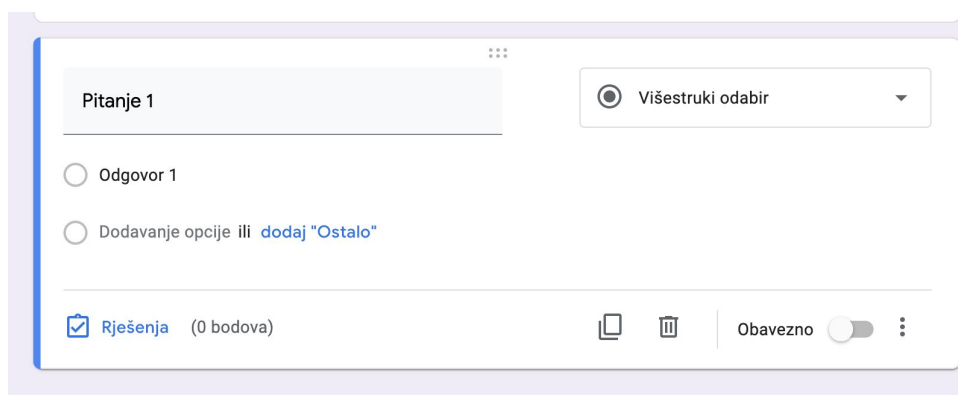 Pitanje 1
Višestruki odabir
Odgovor 1
Dodavanje opcije ili dodaj "Ostalo"
Rješenja (0 bodova)
Obavezno